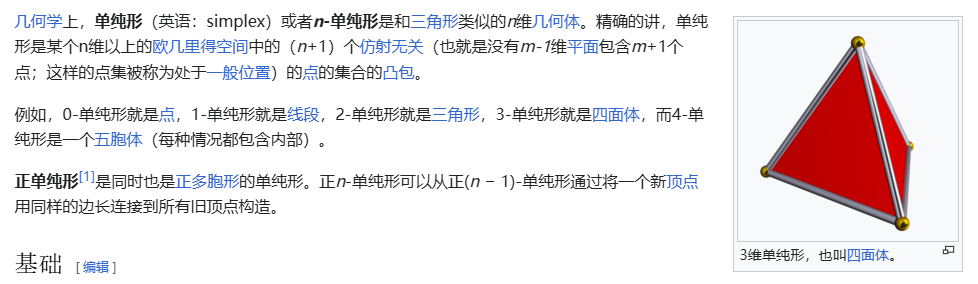 几何学上，单纯形（英语：simplex）或者n-单纯形是和三角形类似的n维几何体。精确的讲，单纯
形是某个n维以上的欧几里得空间中的（n+1）个仿射无关（也就是没有m-1维平面包含m+1个
点；这样的点集被称为处于一般位置）的点的集合的凸包。
例如，0-单纯形就是点，1-单纯形就是线段，2-单纯形就是三角形，3-单纯形就是四面体，而4-单
纯形是一个五胞体（每种情况都包含内部）。
正单纯形[1]是同时也是正多胞形的单纯形。正n-单纯形可以从正(n − 1)-单纯形通过将一个新顶点
用同样的边长连接到所有旧顶点构造。
基础 [编辑]
3维单纯形，也叫四面体。